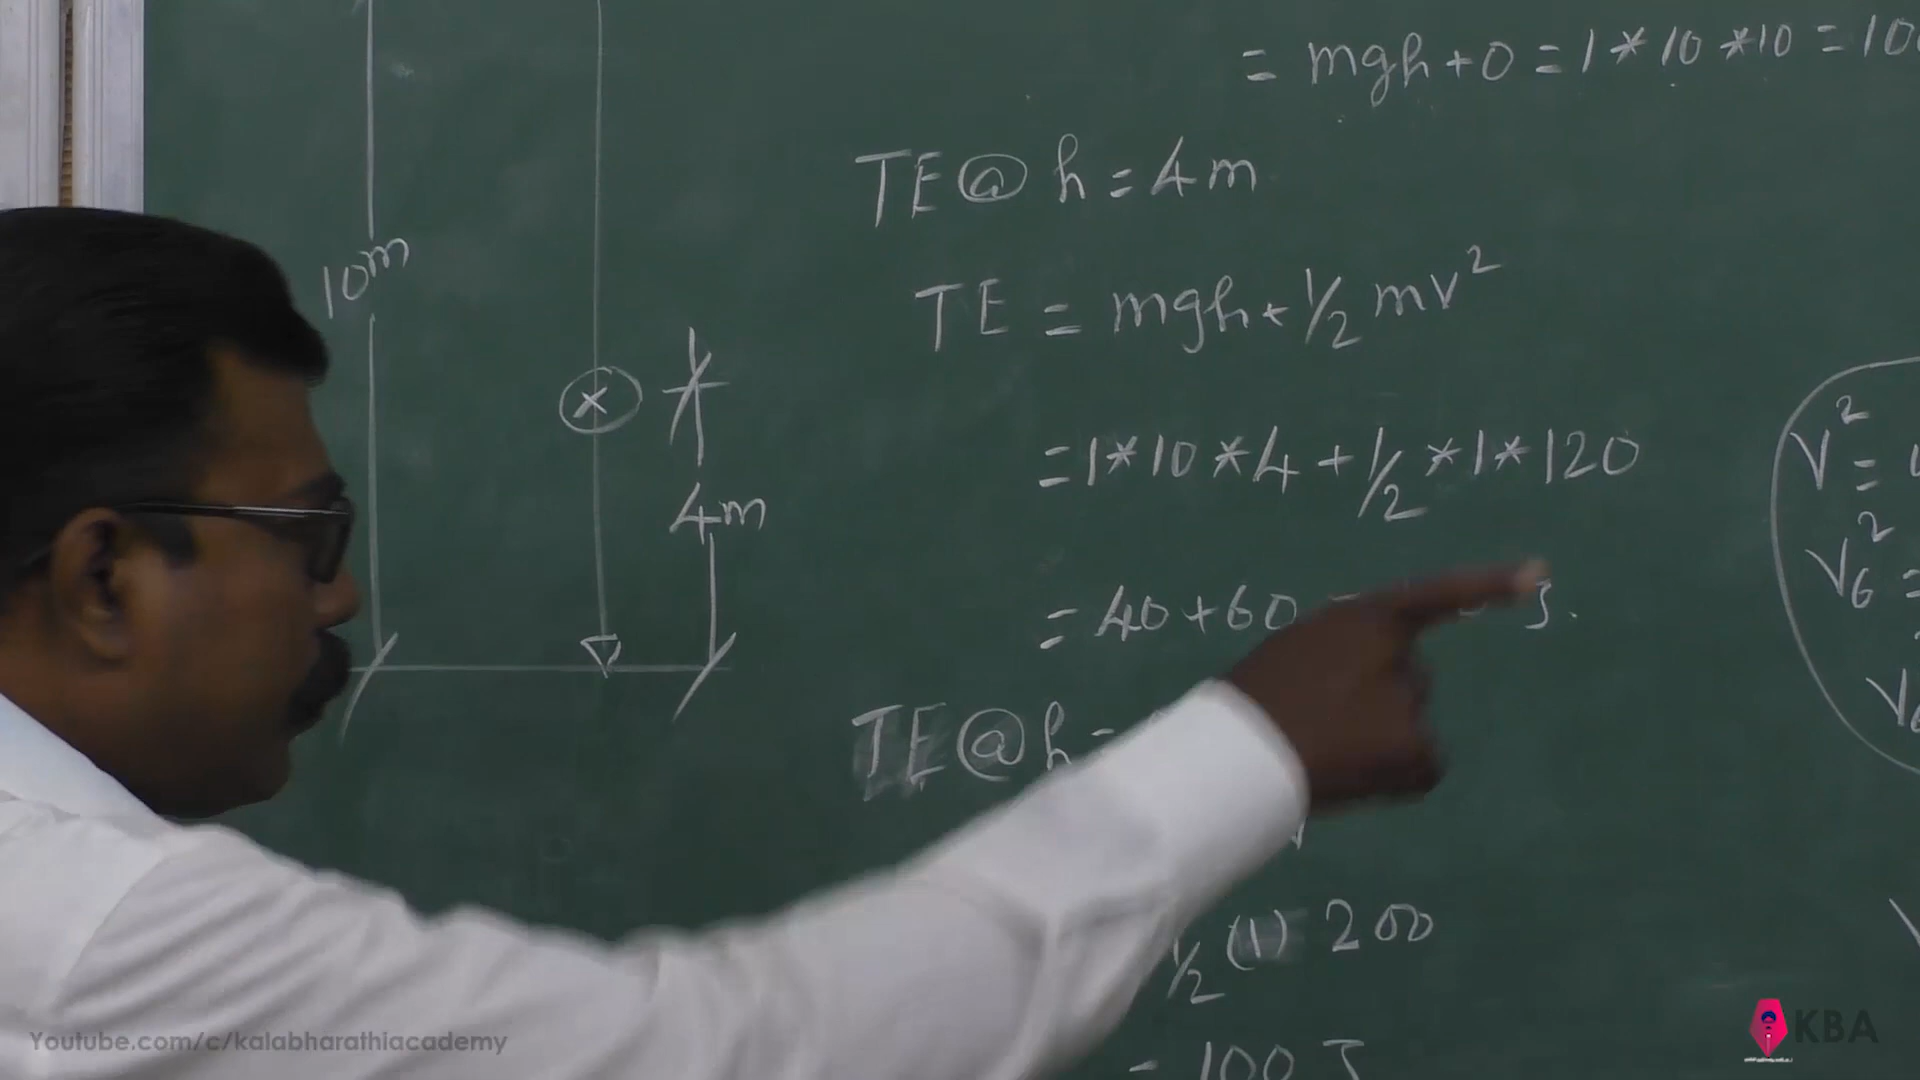 = mgh + 0 = 1 * 10 * 10 = 10
TE @ h = 4m
10m
TE = mgh + 1/2 mv²
= 1 * 10 * 4 + 1/2 * 1 * 120
4m
V² =
= 40 + 60
V6² =
TE @ h =
1/2 (1) 200
= 100 J
Youtube.com/c/kalabharathiacademy
KBA